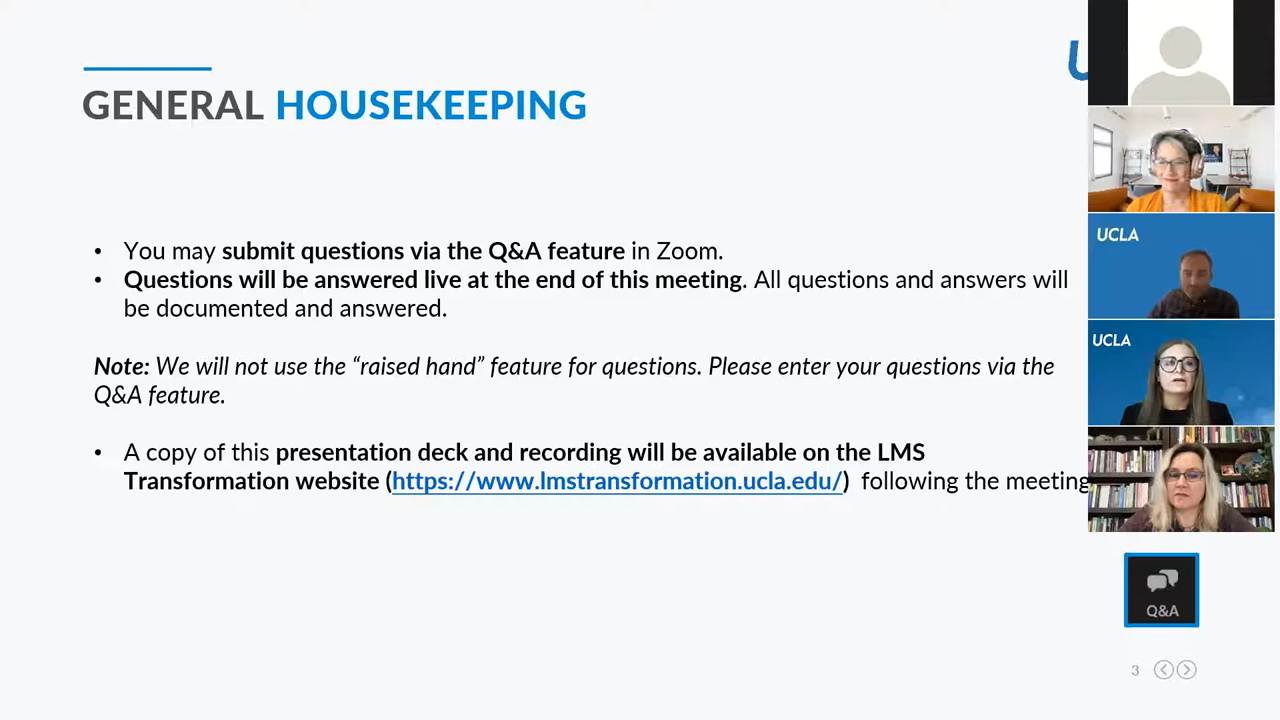 GENERAL HOUSEKEEPING
• You may submit questions via the Q&A feature in Zoom.
• Questions will be answered live at the end of this meeting. All questions and answers will
be documented and answered.
Note: We will not use the “raised hand” feature for questions. Please enter your questions via the
Q&A feature.
• A copy of this presentation deck and recording will be available on the LMS
Transformation website (https://www.lmstransformation.ucla.edu/) following the meeting
UCLA
UCLA
Q&A
3